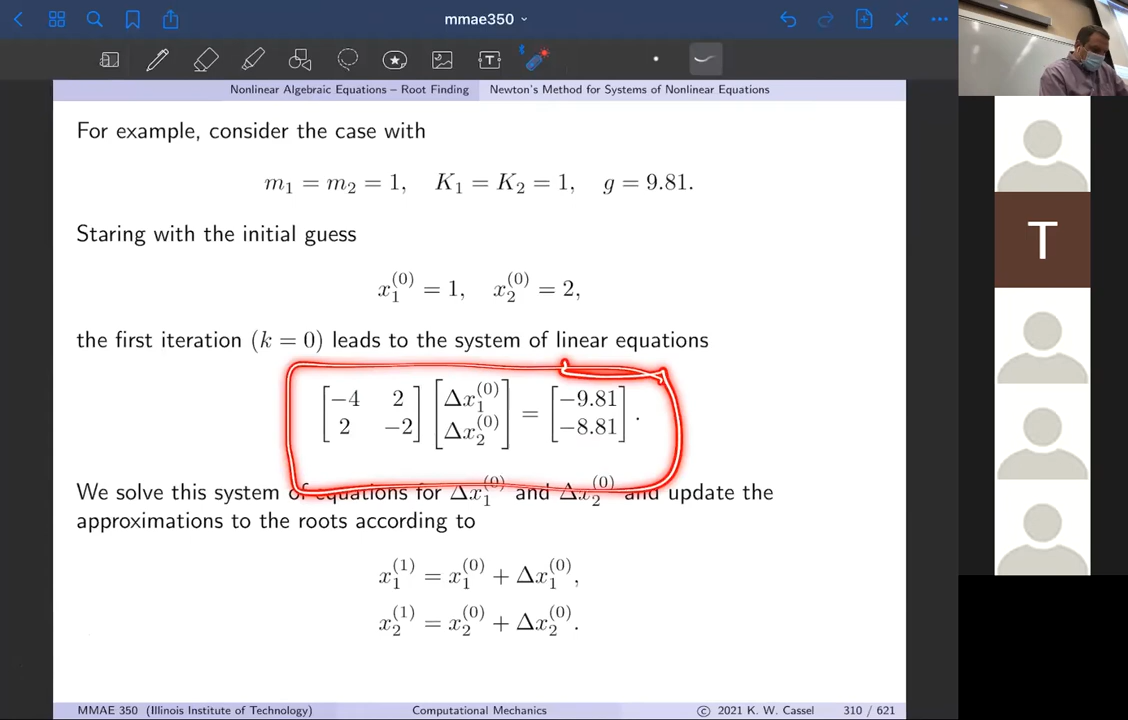 mmae350
Nonlinear Algebraic Equations – Root Finding Newton's Method for Systems of Nonlinear Equations
For example, consider the case with
m₁ = m₂ = 1, K₁ = K₂ = 1, g = 9.81.
Staring with the initial guess
x₁⁽⁰⁾ = 1, x₂⁽⁰⁾ = 2,
the first iteration (k = 0) leads to the system of linear equations
[−4 2; 2 −2] [Δx₁⁽⁰⁾; Δx₂⁽⁰⁾] = [−9.81; −8.81].
We solve this system of equations for Δx₁⁽⁰⁾ and Δx₂⁽⁰⁾ and update the
approximations to the roots according to
x₁⁽¹⁾ = x₁⁽⁰⁾ + Δx₁⁽⁰⁾,
x₂⁽¹⁾ = x₂⁽⁰⁾ + Δx₂⁽⁰⁾.
MMAE 350 (Illinois Institute of Technology) Computational Mechanics © 2021 K. W. Cassel 310 / 621
T